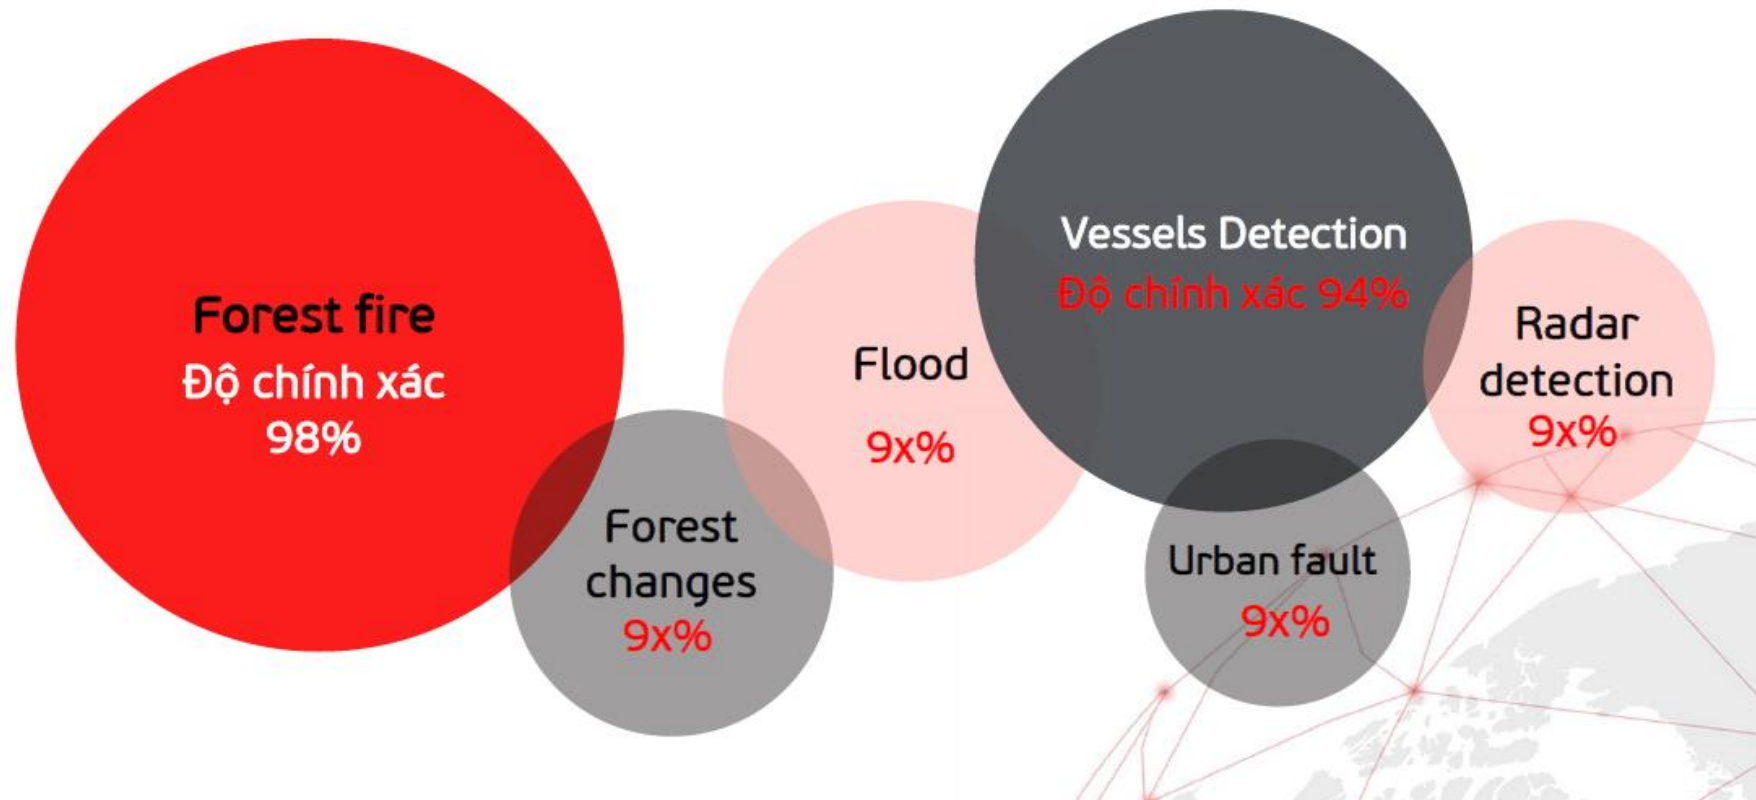 Forest fire
Độ chính xác
98%
Forest
changes
9x%
Flood
9x%
Vessels Detection
Độ chính xác 94%
Urban fault
9x%
Radar
detection
9x%